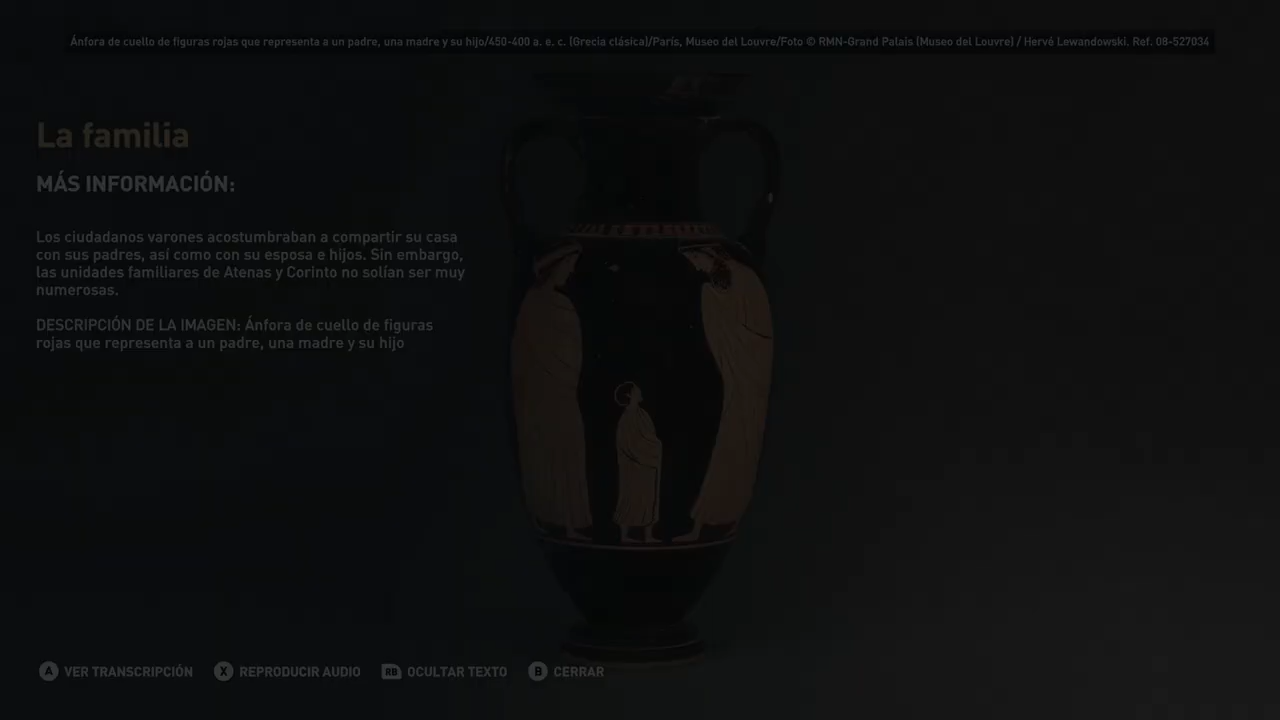 Ánfora de cuello de figuras rojas que representa a un padre, una madre y su hijo/450-400 a. e. c. (Grecia clásica)/París, Museo del Louvre/Foto © RMN-Grand Palais (Museo del Louvre) / Hervé Lewandowski. Ref. 08-527034
La familia
MÁS INFORMACIÓN:
Los ciudadanos varones acostumbraban a compartir su casa
con sus padres, así como con su esposa e hijos. Sin embargo,
las unidades familiares de Atenas y Corinto no solían ser muy
numerosas.
DESCRIPCIÓN DE LA IMAGEN: Ánfora de cuello de figuras
rojas que representa a un padre, una madre y su hijo
A VER TRANSCRIPCIÓN X REPRODUCIR AUDIO RB OCULTAR TEXTO B CERRAR